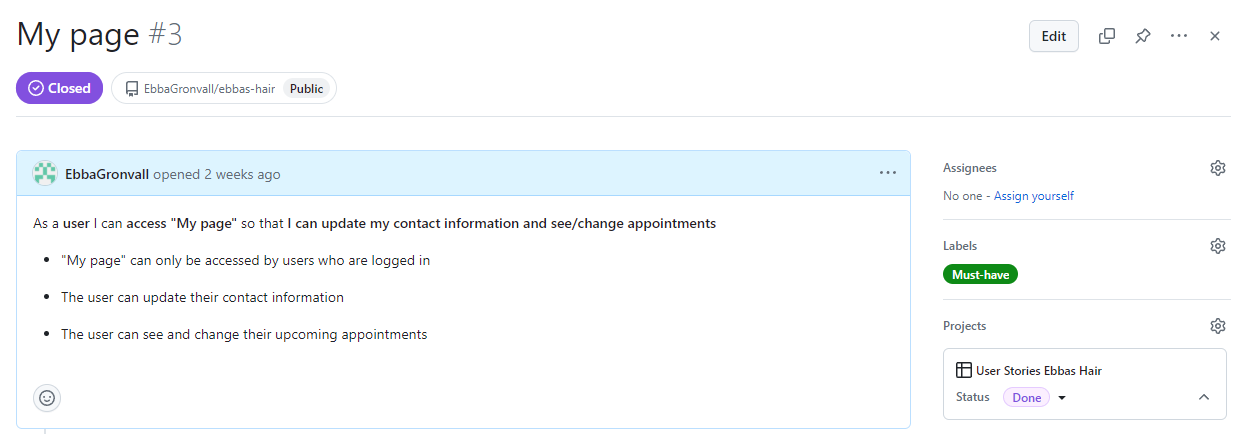 My page #3
Edit
Closed
EbbaGronvall/ebbas-hair Public
EbbaGronvall opened 2 weeks ago
As a user I can access "My page" so that I can update my contact information and see/change appointments
"My page" can only be accessed by users who are logged in
The user can update their contact information
The user can see and change their upcoming appointments
Assignees
No one - Assign yourself
Labels
Must-have
Projects
User Stories Ebbas Hair
Status Done